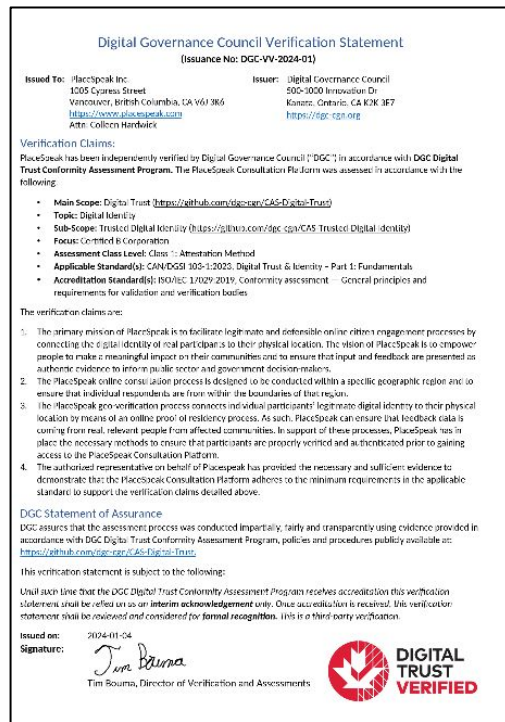 Digital Governance Council Verification Statement
(Issuance No: DGC-VV-2024-01)
Issued To: PlaceSpeak Inc.
1005 Cypress Street
Vancouver, British Columbia, CA V6J 3K6
https://www.placespeak.com
Attn: Colleen Hardwick
Issuer: Digital Governance Council
500-1000 Innovation Dr
Kanata, Ontario, CA K2K 3E7
https://dgc-cgn.org
Verification Claims:
PlaceSpeak has been independently verified by Digital Governance Council ("DGC") in accordance with DGC Digital
Trust Conformity Assessment Program. The PlaceSpeak Consultation Platform was assessed in accordance with the
following.
• Main Scope: Digital Trust (https://github.com/dgc-cgn/CAS-Digital-Trust)
• Topic: Digital Identity
• Sub-Scope: Trusted Digital Identity (https://github.com/dgc-cgn/CAS-Trusted-Digital-Identity)
• Focus: Certified B Corporation
• Assessment Class Level: Class 1: Attestation Method
• Applicable Standard(s): CAN/DGSI 103-1:2023, Digital Trust & Identity – Part 1: Fundamentals
• Accreditation Standard(s): ISO/IEC 17029:2019, Conformity assessment — General principles and
requirements for validation and verification bodies
The verification claims are:
1. The primary mission of PlaceSpeak is to facilitate legitimate and defensible online citizen engagement processes by
connecting the digital identity of real participants to their physical location. The vision of PlaceSpeak is to empower
people to make a meaningful impact on their communities and to ensure that input and feedback are presented as
authentic evidence to inform public sector and government decision-makers.
2. The PlaceSpeak online consultation process is designed to be conducted within a specific geographic region and to
ensure that individual respondents are from within the boundaries of that region.
3. The PlaceSpeak geo-verification process connects individual participants' legitimate digital identity to their physical
location by means of an online proof of residency process. As such, PlaceSpeak can ensure that feedback data is
coming from real, relevant people from affected communities. In support of these processes, PlaceSpeak has in
place the necessary methods to ensure that participants are properly verified and authenticated prior to gaining
access to the PlaceSpeak Consultation Platform.
4. The authorized representative on behalf of Placespeak has provided the necessary and sufficient evidence to
demonstrate that the PlaceSpeak Consultation Platform adheres to the minimum requirements in the applicable
standard to support the verification claims detailed above.
DGC Statement of Assurance
DGC assures that the assessment process was conducted impartially, fairly and transparently using evidence provided in
accordance with DGC Digital Trust Conformity Assessment Program, policies and procedures publicly available at:
https://github.com/dgc-cgn/CAS-Digital-Trust.
This verification statement is subject to the following:
Until such time that the DGC Digital Trust Conformity Assessment Program receives accreditation this verification
statement shall be relied on as an interim acknowledgement only. Once accreditation is received, this verification
statement shall be reviewed and considered for formal recognition. This is a third-party verification.
Issued on: 2024-01-04
Signature: Tim Bouma
Tim Bouma, Director of Verification and Assessments
DIGITAL
TRUST
VERIFIED